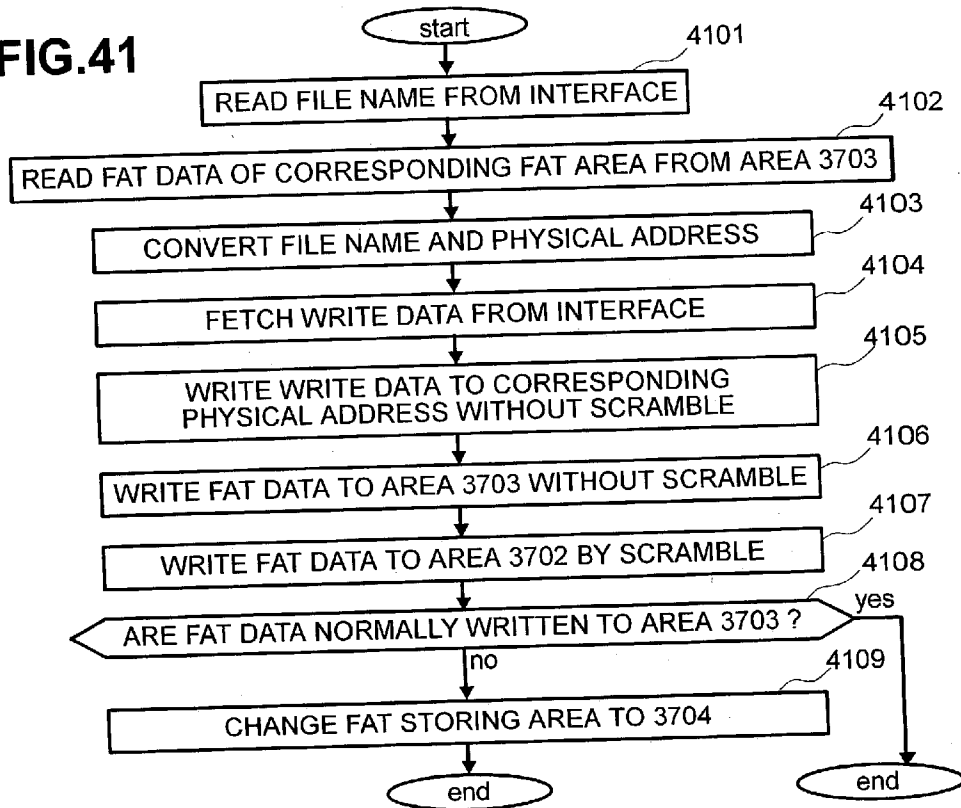 FIG.41
start
4101
READ FILE NAME FROM INTERFACE
4102
READ FAT DATA OF CORRESPONDING FAT AREA FROM AREA 3703
4103
CONVERT FILE NAME AND PHYSICAL ADDRESS
4104
FETCH WRITE DATA FROM INTERFACE
4105
WRITE WRITE DATA TO CORRESPONDING
PHYSICAL ADDRESS WITHOUT SCRAMBLE
4106
WRITE FAT DATA TO AREA 3703 WITHOUT SCRAMBLE
4107
WRITE FAT DATA TO AREA 3702 BY SCRAMBLE
4108
ARE FAT DATA NORMALLY WRITTEN TO AREA 3703 ?
yes
no
4109
CHANGE FAT STORING AREA TO 3704
end
end